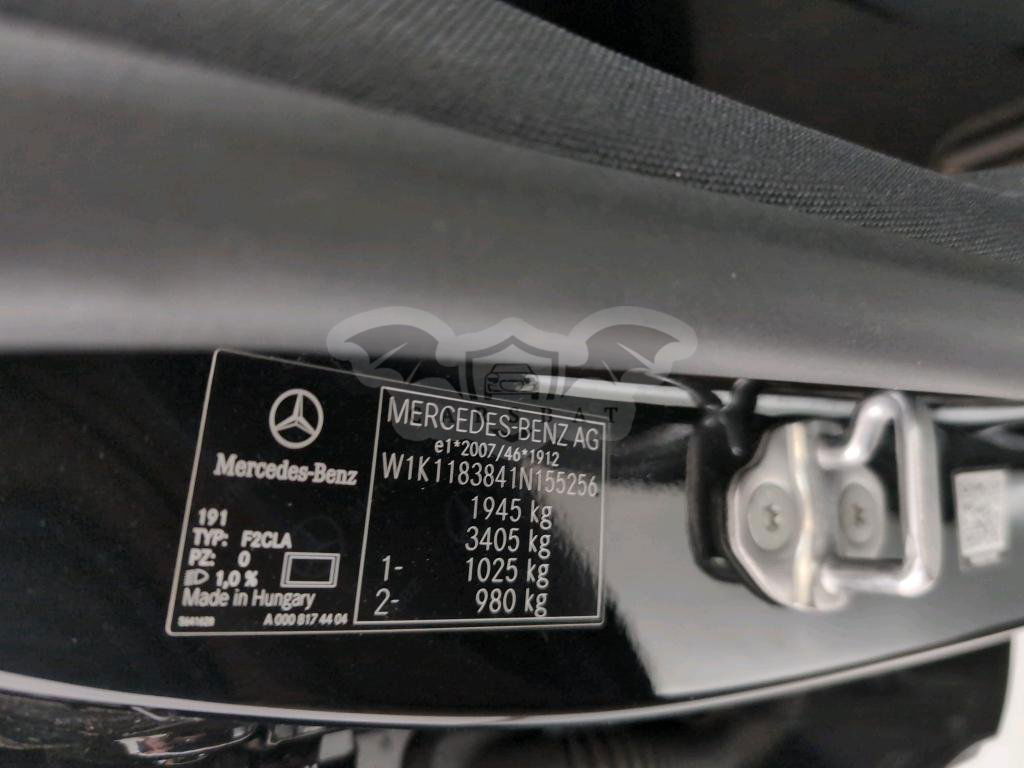 Mercedes-Benz
191
TYP: F2CLA
PZ: 0
1,0 %
Made in Hungary
A 000 817 44 04
MERCEDES-BENZ AG
e1*2007/46*1912
W1K1183841N155256
1945 kg
3405 kg
1- 1025 kg
2- 980 kg